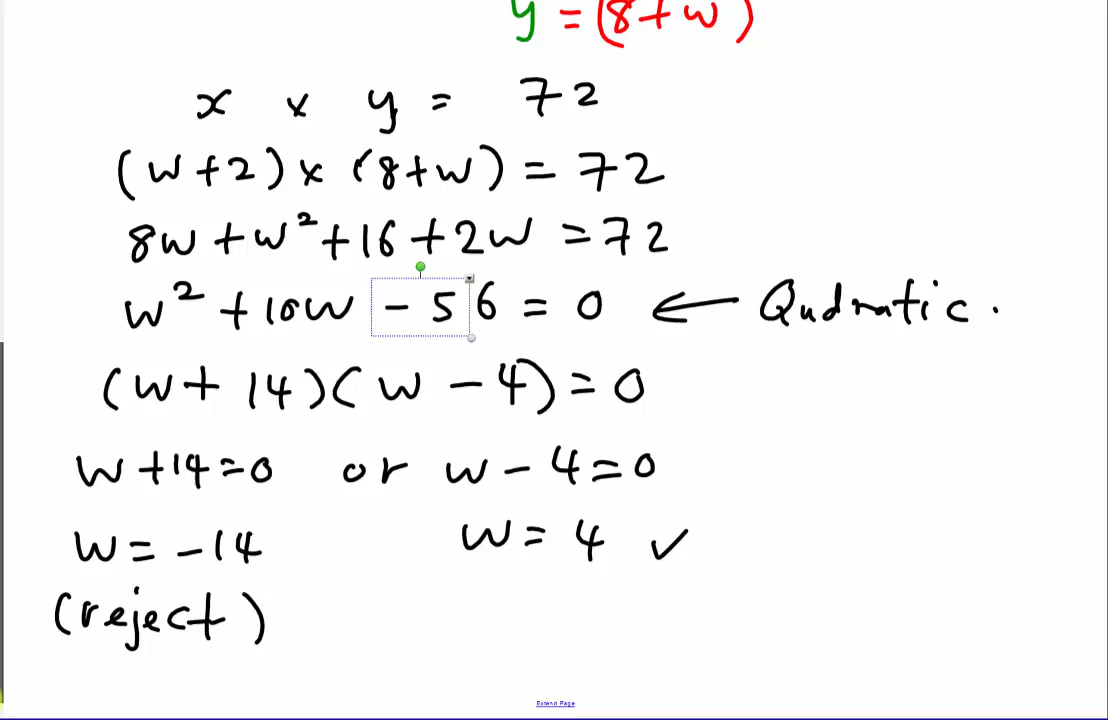 y = (8+w)
x × y = 72
(w+2) × (8+w) = 72
8w + w² + 16 + 2w = 72
w² + 10w - 56 = 0 ← Qudratic.
(w + 14)(w - 4) = 0
w + 14 = 0 or w - 4 = 0
w = -14 w = 4 ✓
(reject)
Extend Page